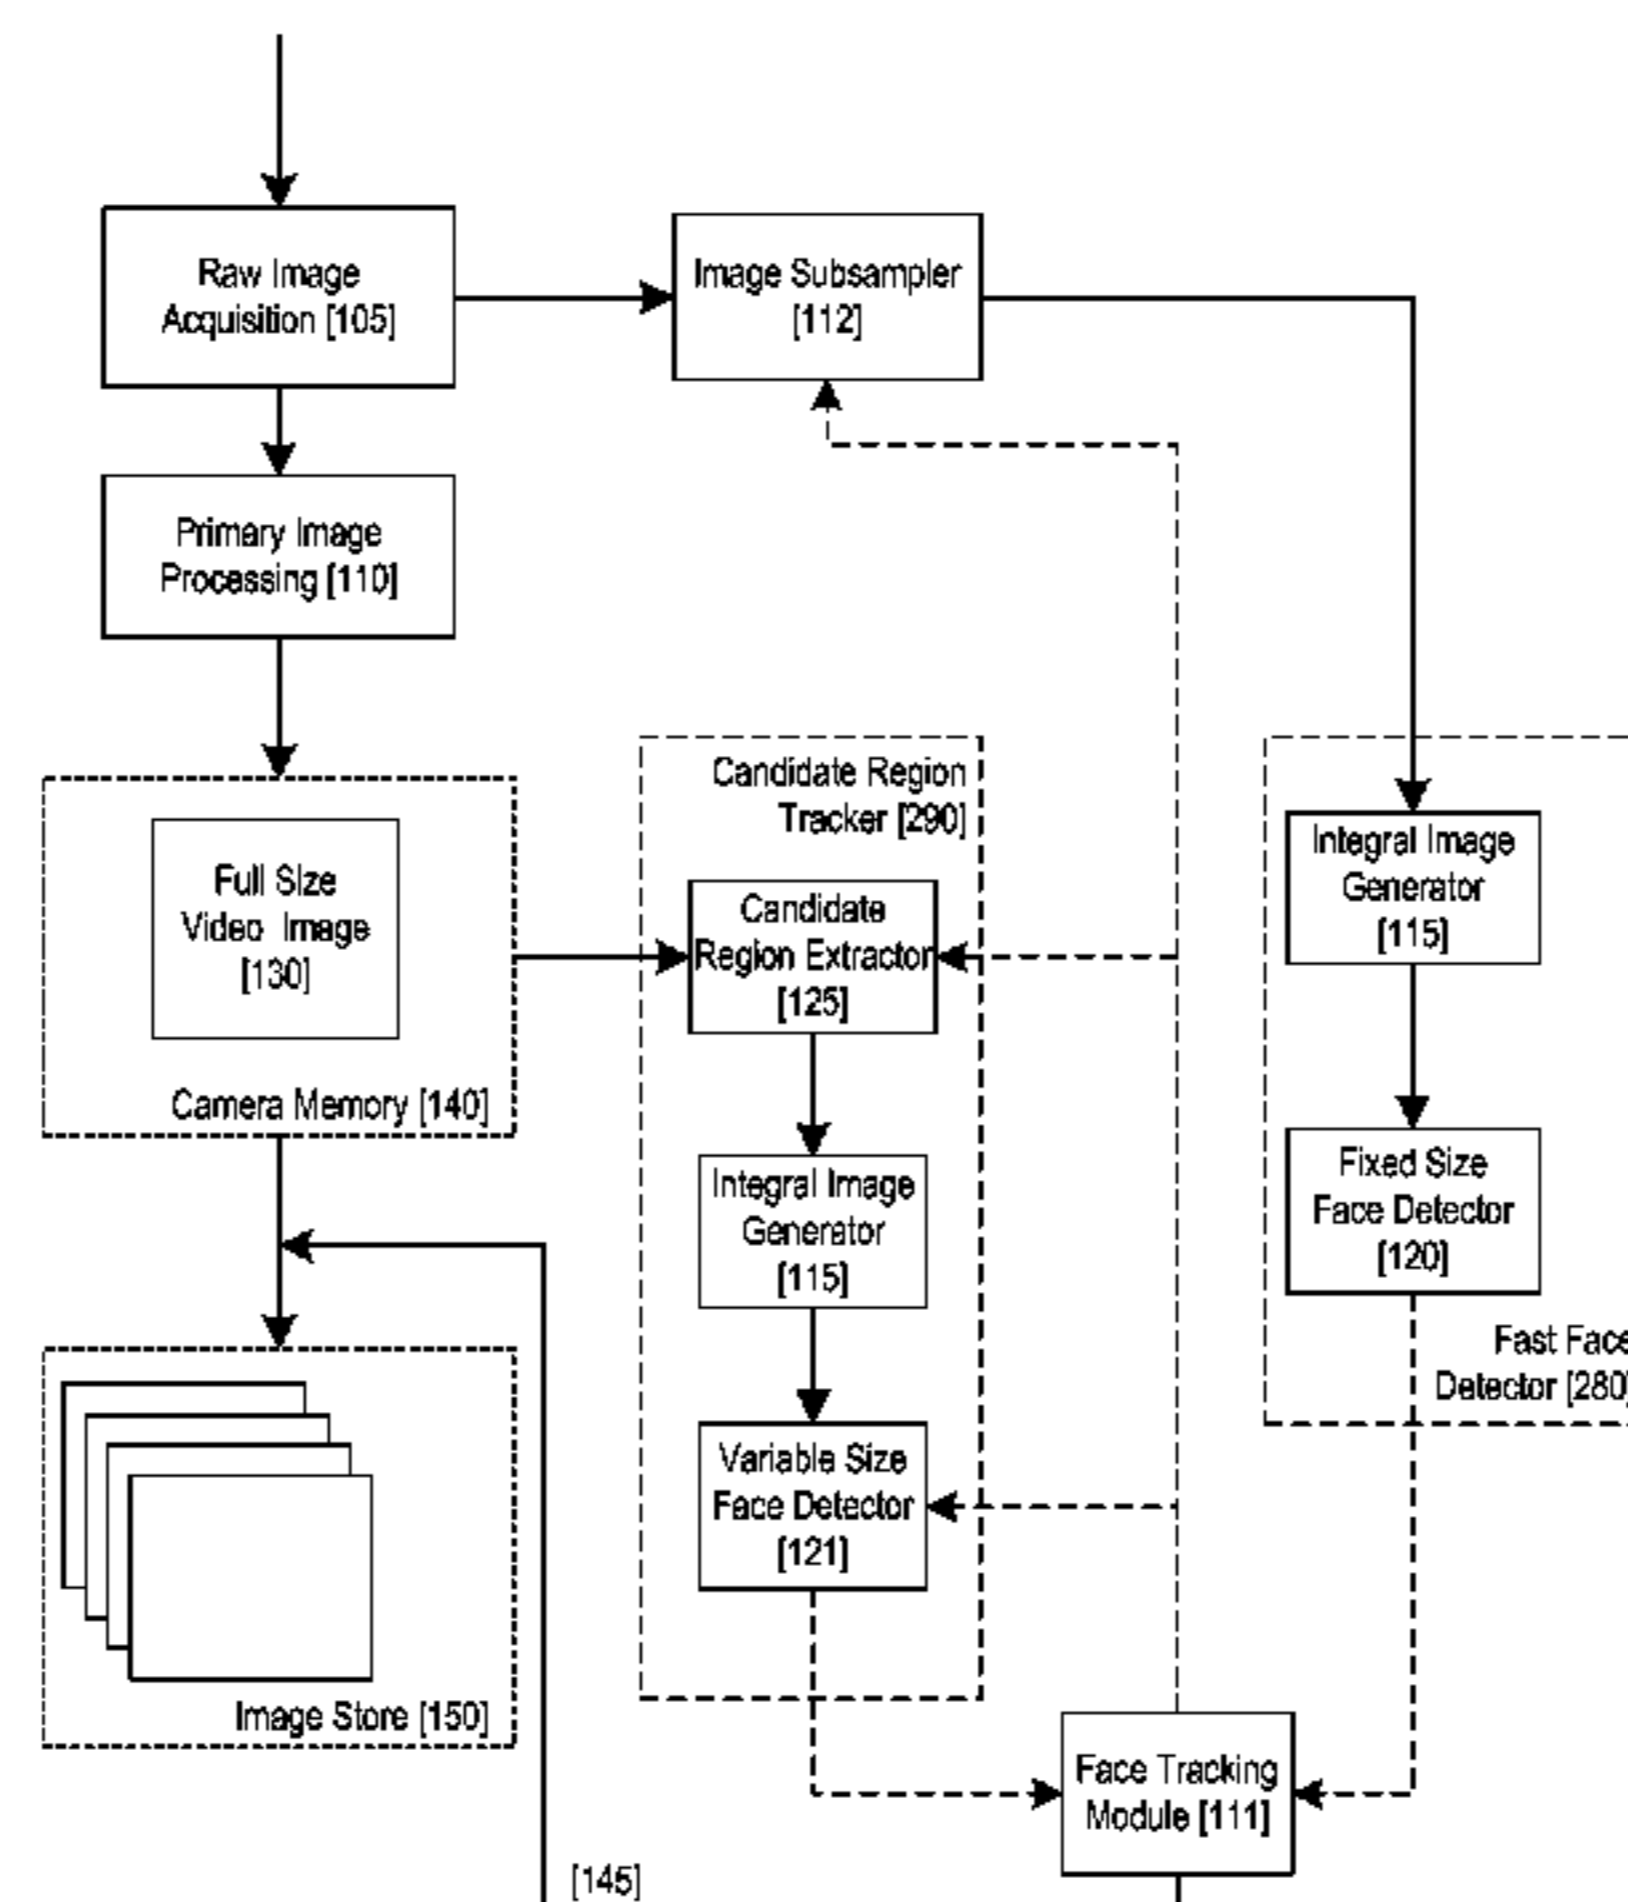 Raw Image
Acquisition [105]
Image Subsampler
[112]
Primary Image
Processing [110]
Candidate Region
Tracker [290]
Full Size
Video Image
[130]
Camera Memory [140]
Candidate
Region Extractor
[125]
Integral Image
Generator
[115]
Integral Image
Generator
[115]
Fixed Size
Face Detector
[120]
Fast Face
Detector [280]
Variable Size
Face Detector
[121]
Image Store [150]
Face Tracking
Module [111]
[145]